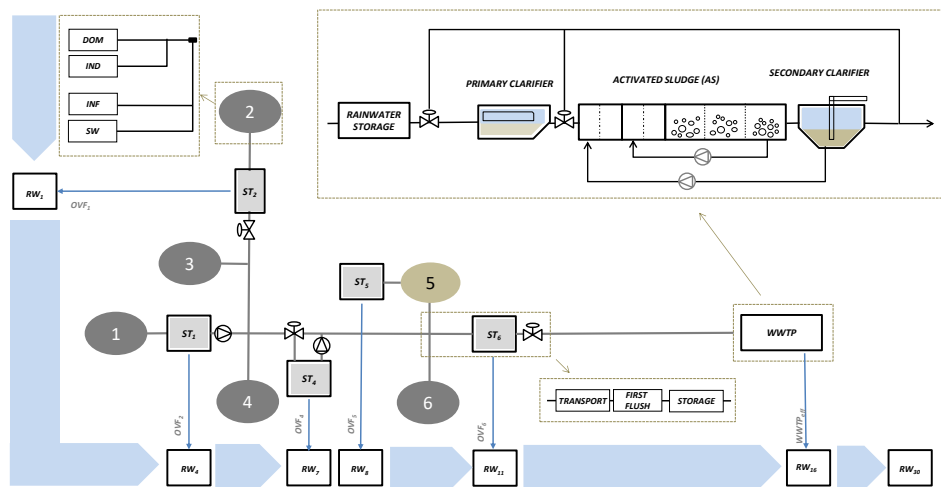 DOM
IND
INF
SW
2
PRIMARY CLARIFIER
ACTIVATED SLUDGE (AS)
SECONDARY CLARIFIER
RAINWATER
STORAGE
RW₁
OVF₁
ST₂
3
ST₅
5
1
ST₁
ST₆
WWTP
ST₄
4
6
TRANSPORT
FIRST
FLUSH
STORAGE
OVF₂
OVF₄
OVF₅
OVF₆
WWTPeff
RW₄
RW₇
RW₈
RW₁₁
RW₁₆
RW₃₀